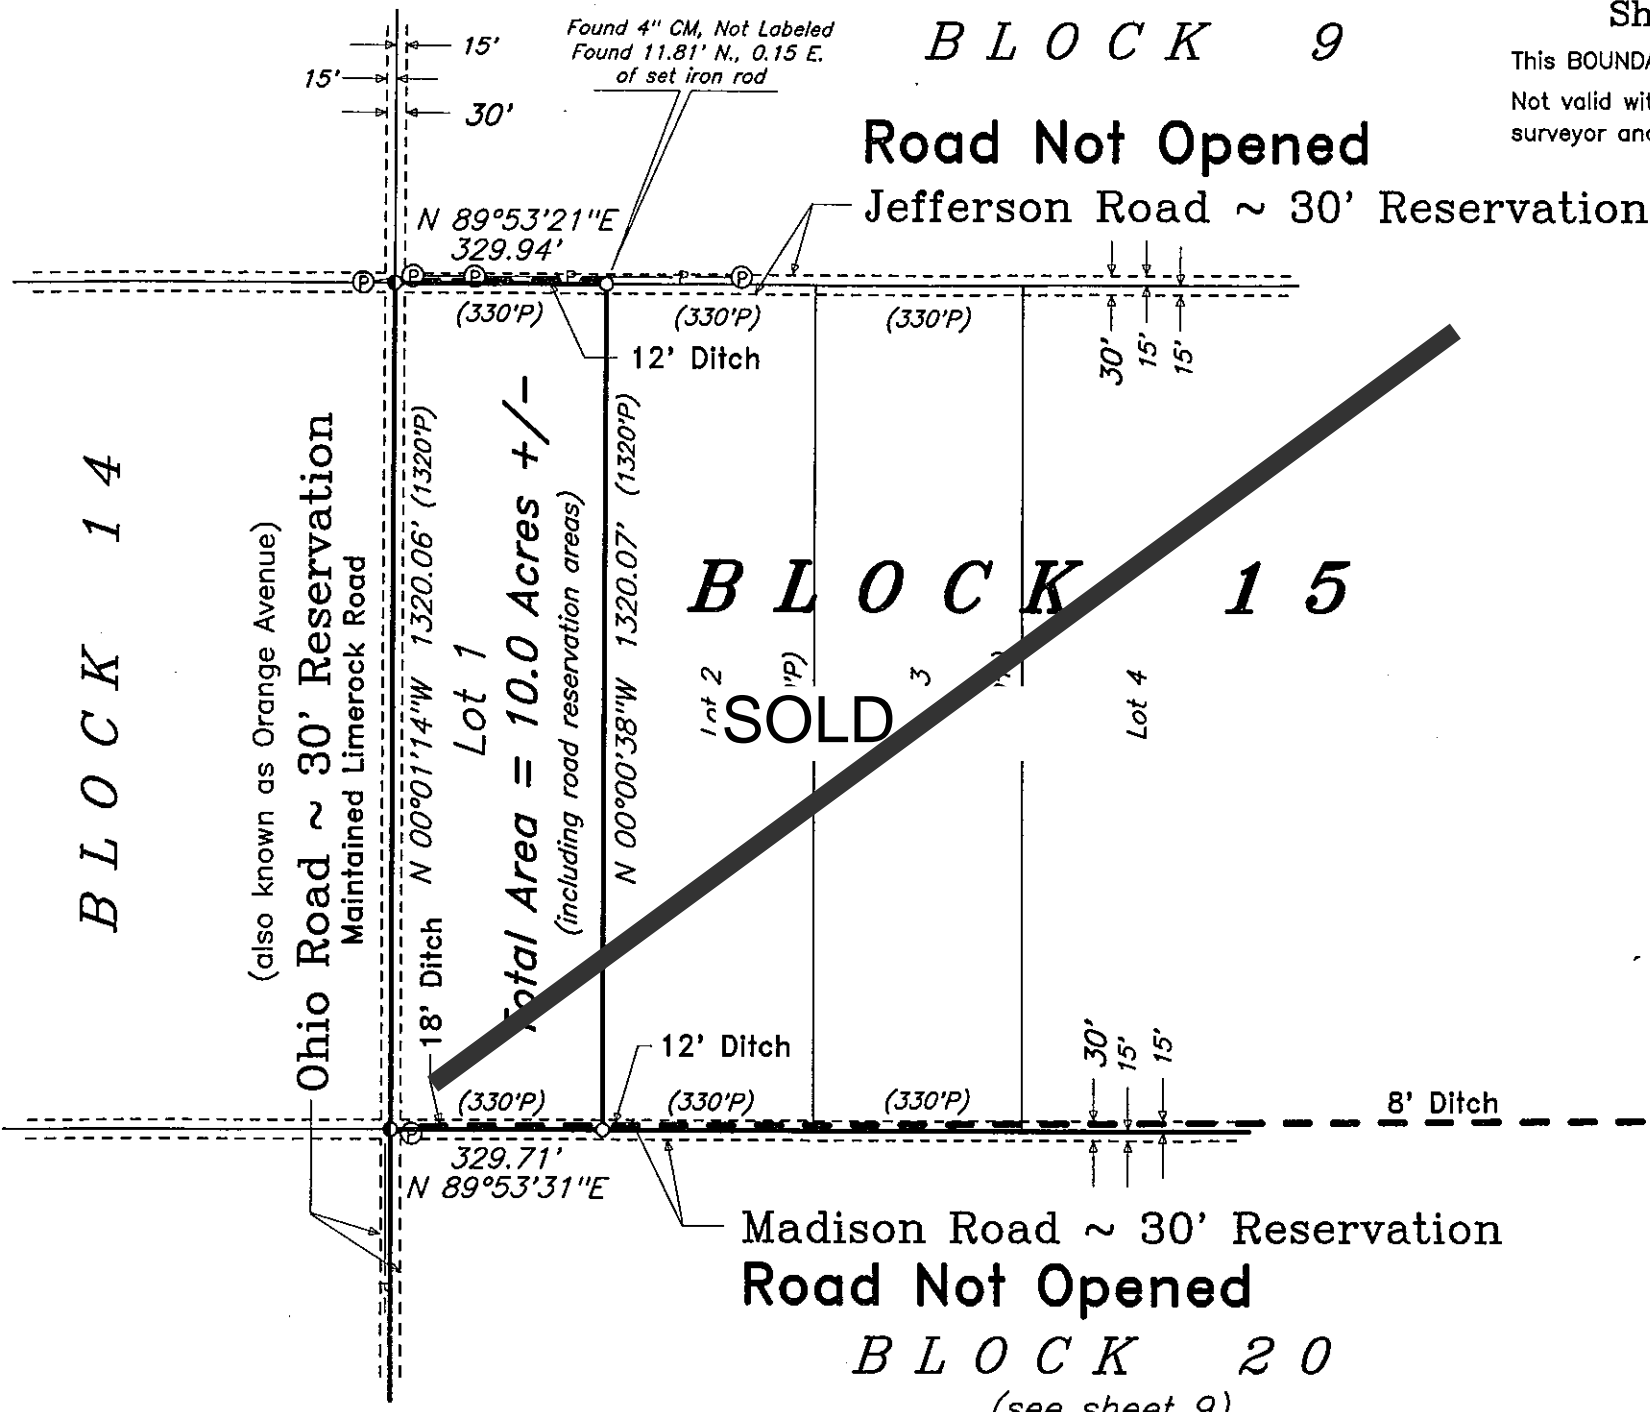 15'
15'
30'
Found 4" CM, Not Labeled
Found 11.81' N., 0.15 E.
of set iron rod
BLOCK 9
Sh
This BOUNDA
Not valid wit
surveyor and
Road Not Opened
Jefferson Road ~ 30' Reservation
N 89°53'21"E
329.94'
P
P
P
P
P
P
(330'P)
(330'P)
(330'P)
12' Ditch
30'
15'
15'
BLOCK 14
(also known as Orange Avenue)
Ohio Road ~ 30' Reservation
Maintained Limerock Road
N 00°01'14"W 1320.06' (1320'P)
18' Ditch
Lot 1
Total Area = 10.0 Acres +/-
(including road reservation areas)
N 00°00'38"W 1320.07' (1320'P)
BLOCK 15
Lot 2
"P)
3
Lot 4
SOLD
12' Ditch
30'
15'
15'
(330'P)
(330'P)
(330'P)
8' Ditch
P
329.71'
N 89°53'31"E
Madison Road ~ 30' Reservation
Road Not Opened
BLOCK 20
(see sheet 9)